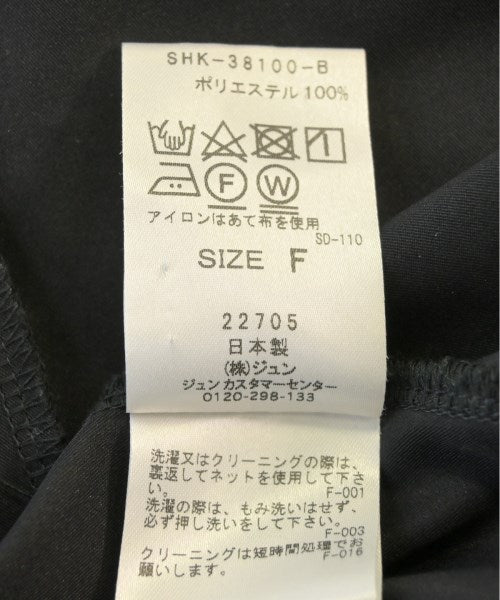 SHK-38100-B
ポリエステル100%
F W
アイロンはあて布を使用
SD-110
SIZE F
22705
日本製
(株)ジュン
ジュン カスタマーセンター
0120-298-133
洗濯又はクリーニングの際は、
裏返してネットを使用して下さ
い。 F-001
洗濯の際は、もみ洗いはせず、
必ず押し洗いをして下さい。
F-003
クリーニングは短時間処理でお
願いします。 F-016